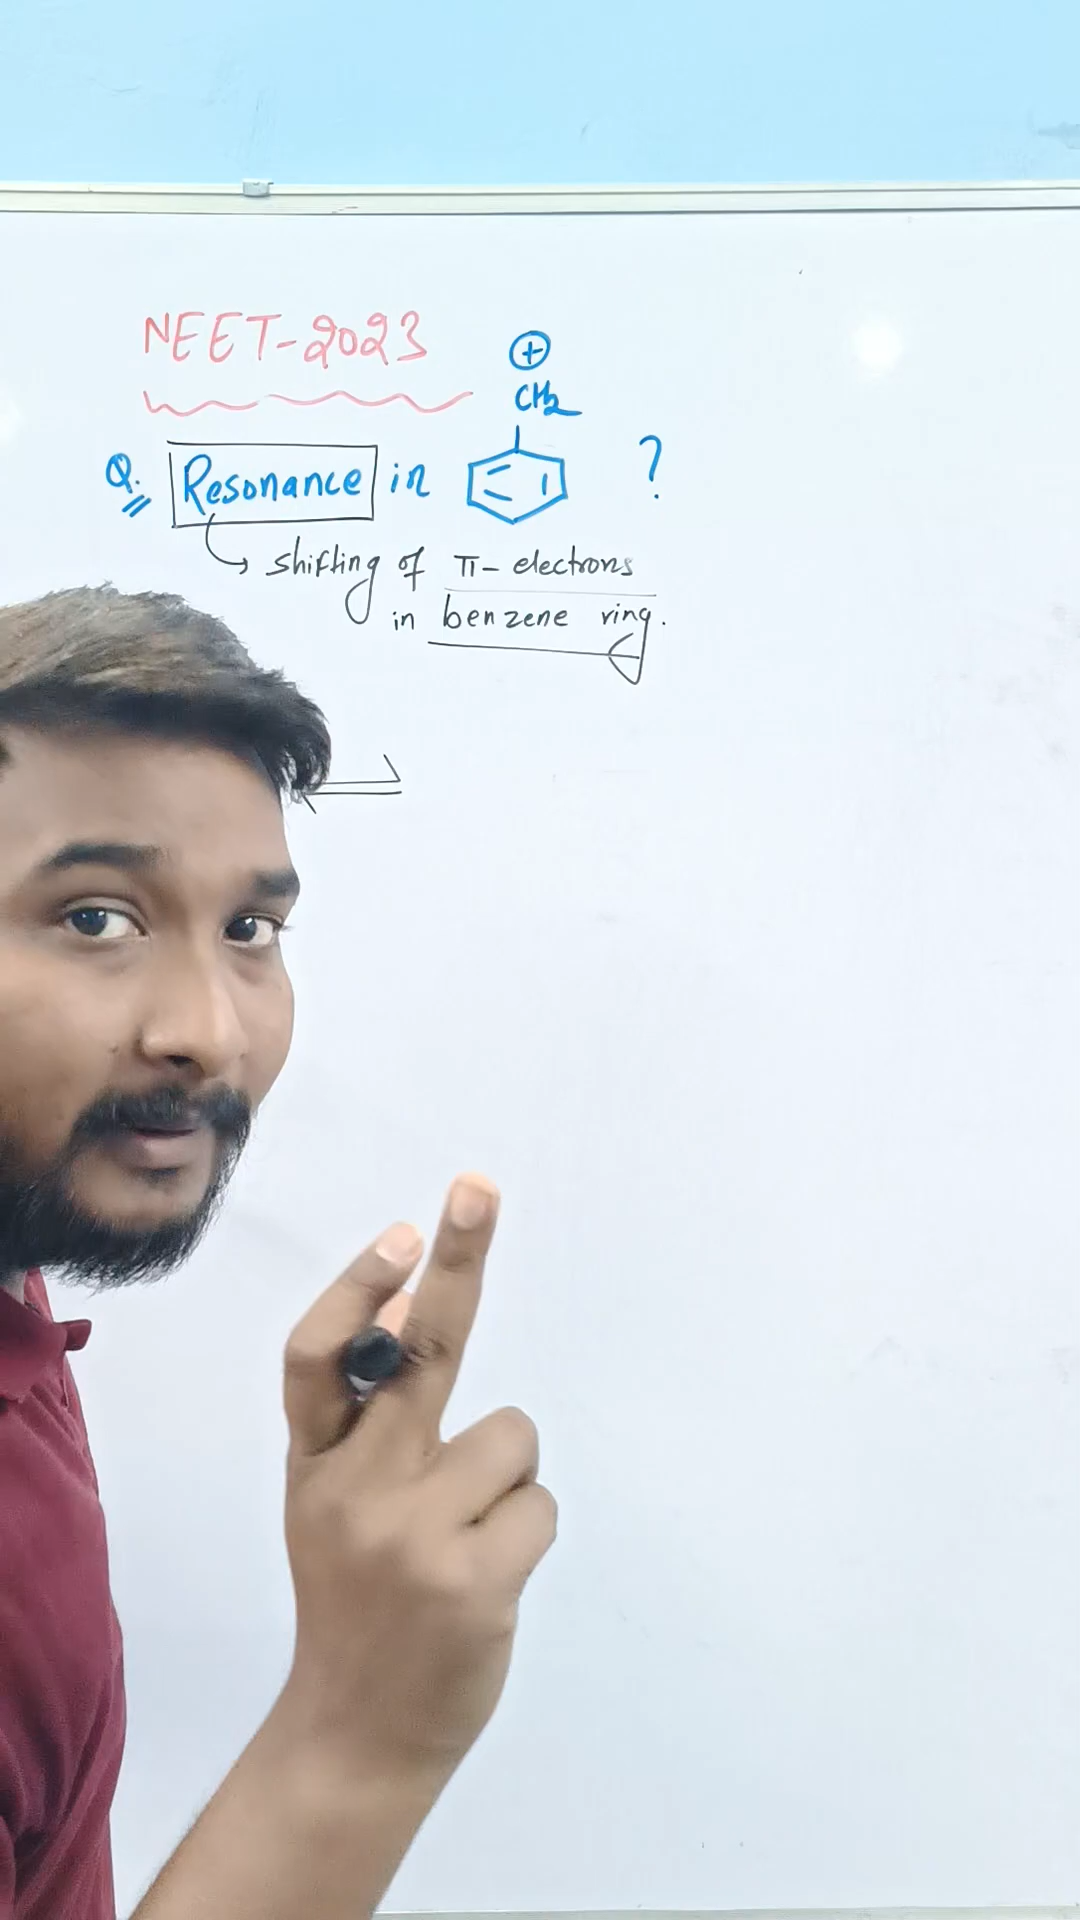 NEET-2023
⊕
CH2
Q. Resonance in ?
shifting of π- electrons
in benzene ring.